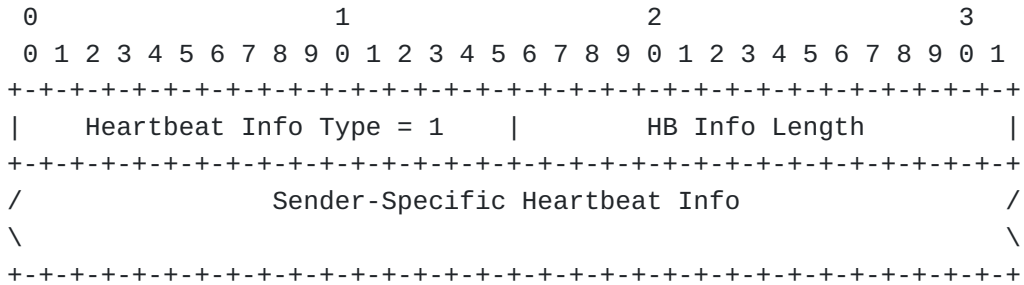 0                   1                   2                   3
 0 1 2 3 4 5 6 7 8 9 0 1 2 3 4 5 6 7 8 9 0 1 2 3 4 5 6 7 8 9 0 1
+-+-+-+-+-+-+-+-+-+-+-+-+-+-+-+-+-+-+-+-+-+-+-+-+-+-+-+-+-+-+-+-+
|    Heartbeat Info Type = 1    |        HB Info Length         |
+-+-+-+-+-+-+-+-+-+-+-+-+-+-+-+-+-+-+-+-+-+-+-+-+-+-+-+-+-+-+-+-+
/                Sender-Specific Heartbeat Info                 /
\                                                               \
+-+-+-+-+-+-+-+-+-+-+-+-+-+-+-+-+-+-+-+-+-+-+-+-+-+-+-+-+-+-+-+-+